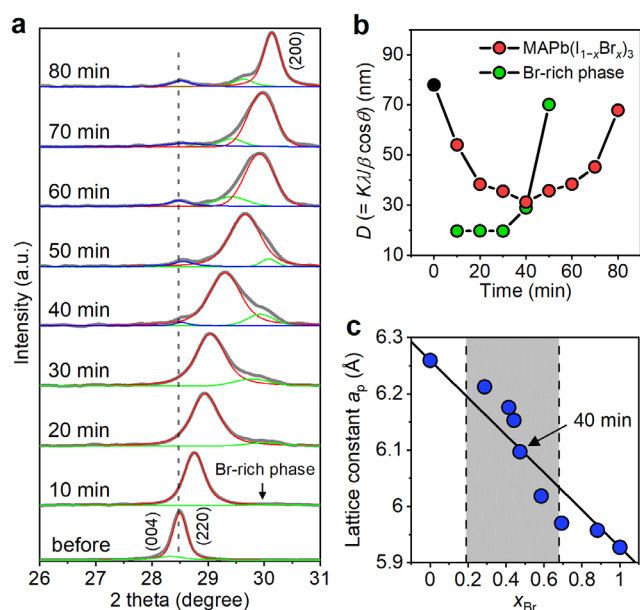 a
80 min
70 min
60 min
50 min
40 min
30 min
20 min
10 min
before
(200)
Br-rich phase
(004)
(220)
Intensity (a.u.)
26 27 28 29 30 31
2 theta (degree)
b
MAPb(I₁₋ₓBrₓ)₃
Br-rich phase
D (= Kλ/β cosθ) (nm)
90
70
50
30
10
0 20 40 60 80
Time (min)
c
40 min
Lattice constant aₚ (Å)
6.3
6.2
6.1
6
5.9
0 0.2 0.4 0.6 0.8 1
x_Br